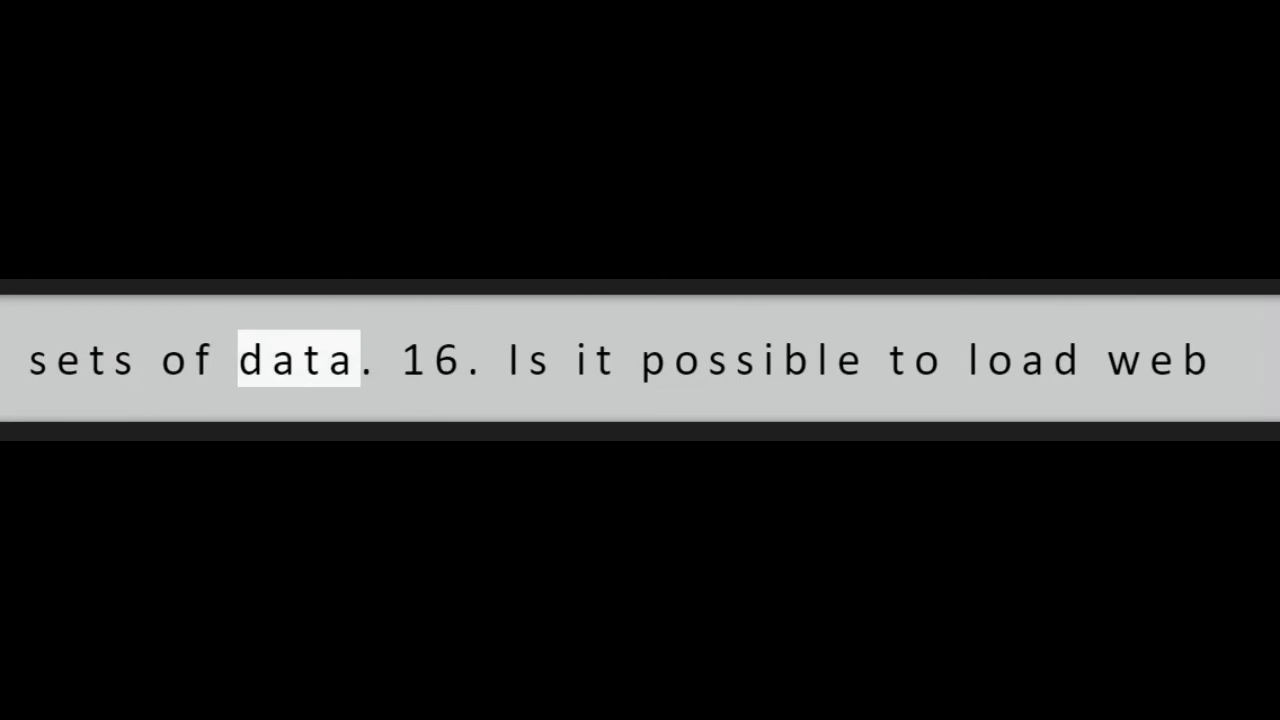 sets of data. 16. Is it possible to load web